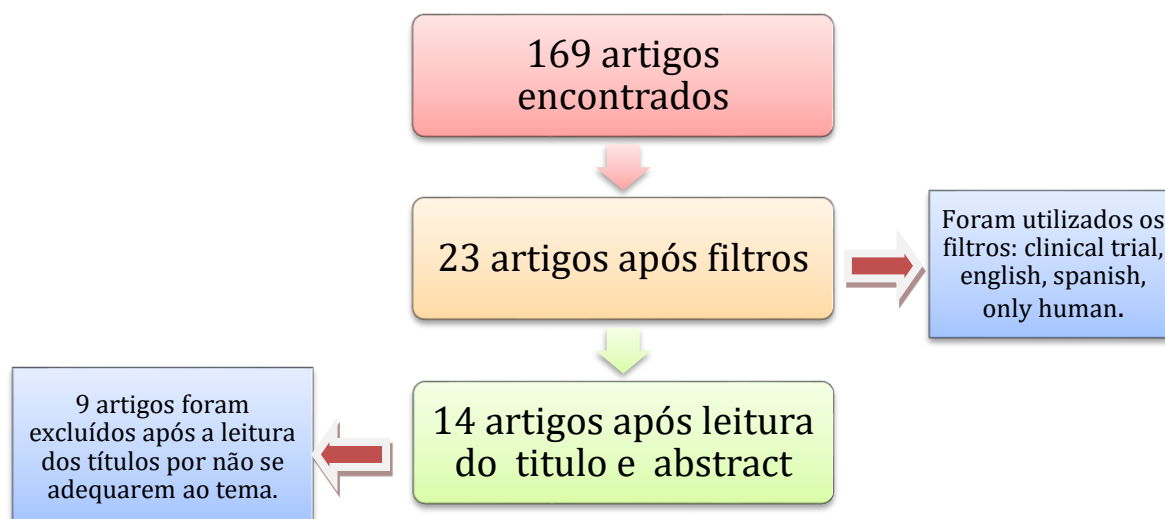 169 artigos
encontrados
23 artigos após filtros
Foram utilizados os
filtros: clinical trial,
english, spanish,
only human.
14 artigos após leitura
do titulo e abstract
9 artigos foram
excluídos após a leitura
dos títulos por não se
adequarem ao tema.